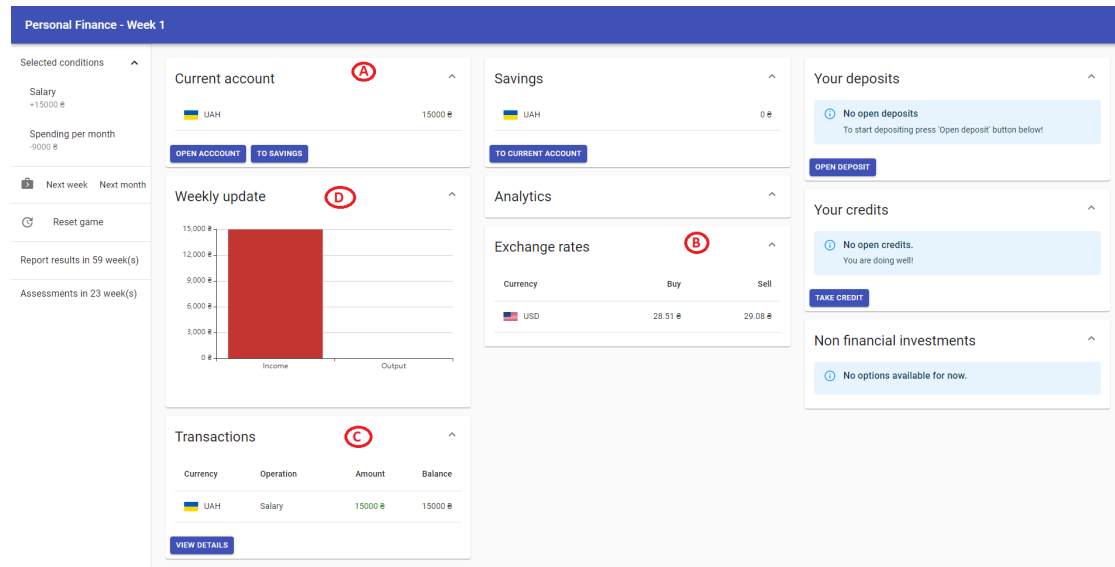 Personal Finance - Week 1
Selected conditions
Salary
+15000 ₴
Spending per month
-9000 ₴
Next week Next month
Reset game
Report results in 59 week(s)
Assessments in 23 week(s)
Current account
A
UAH 15000 ₴
OPEN ACCCOUNT TO SAVINGS
Weekly update
D
15,000 ₴
12,000 ₴
9,000 ₴
6,000 ₴
3,000 ₴
0 ₴
Income Output
Transactions
C
Currency Operation Amount Balance
UAH Salary 15000 ₴ 15000 ₴
VIEW DETAILS
Savings
UAH 0 ₴
TO CURRENT ACCOUNT
Analytics
Exchange rates
B
Currency Buy Sell
USD 28.51 ₴ 29.08 ₴
Your deposits
No open deposits
To start depositing press 'Open deposit' button below!
OPEN DEPOSIT
Your credits
No open credits.
You are doing well!
TAKE CREDIT
Non financial investments
No options available for now.